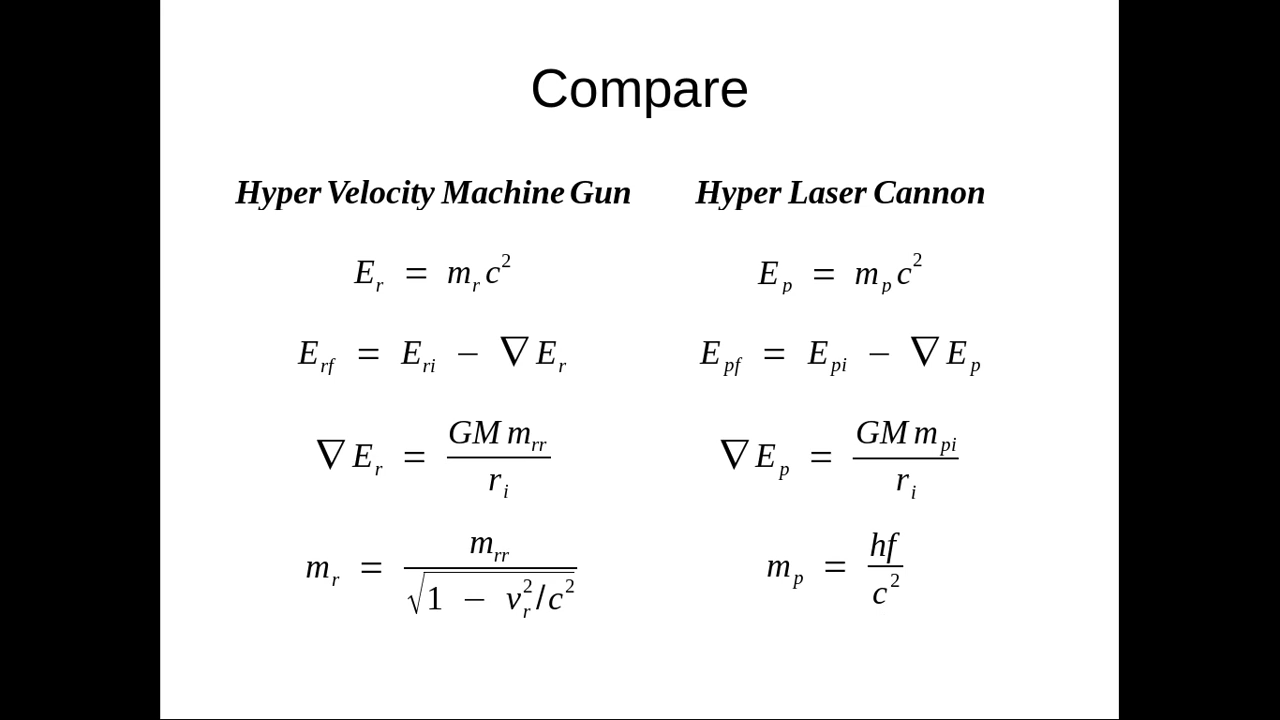 Compare
Hyper Velocity Machine Gun Hyper Laser Cannon
E_r = m_r c^2 E_p = m_p c^2
E_rf = E_ri − ∇E_r E_pf = E_pi − ∇E_p
∇E_r = GM m_rr / r_i ∇E_p = GM m_pi / r_i
m_r = m_rr / √(1 − v_r^2/c^2) m_p = hf / c^2